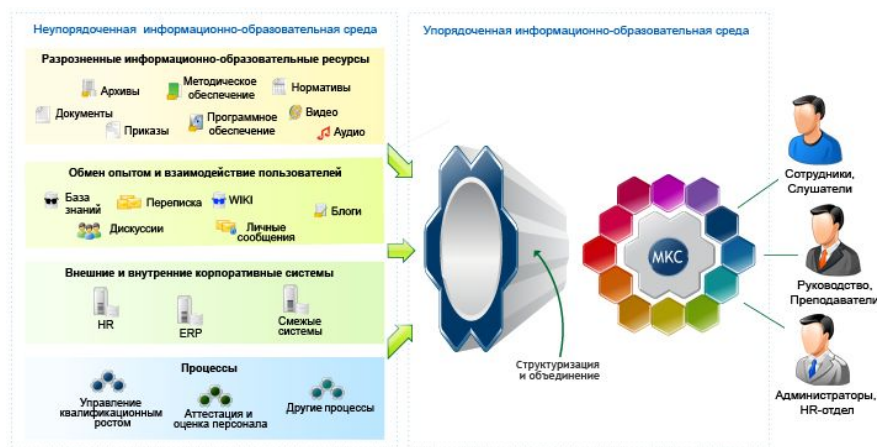 Неупорядоченная информационно-образовательная среда
Упорядоченная информационно-образовательная среда
Разрозненные информационно-образовательные ресурсы
Архивы
Методическое
обеспечение
Нормативы
Документы
Приказы
Программное
обеспечение
Видео
Аудио
Обмен опытом и взаимодействие пользователей
База
знаний
Переписка
WIKI
Блоги
Дискуссии
Личные
сообщения
Внешние и внутренние корпоративные системы
HR
ERP
Смежые
системы
Процессы
Управление
квалификационным
ростом
Аттестация и
оценка персонала
Другие процессы
Структуризация
и объединение
МКС
Сотрудники,
Слушатели
Руководство,
Преподаватели
Администраторы,
HR-отдел